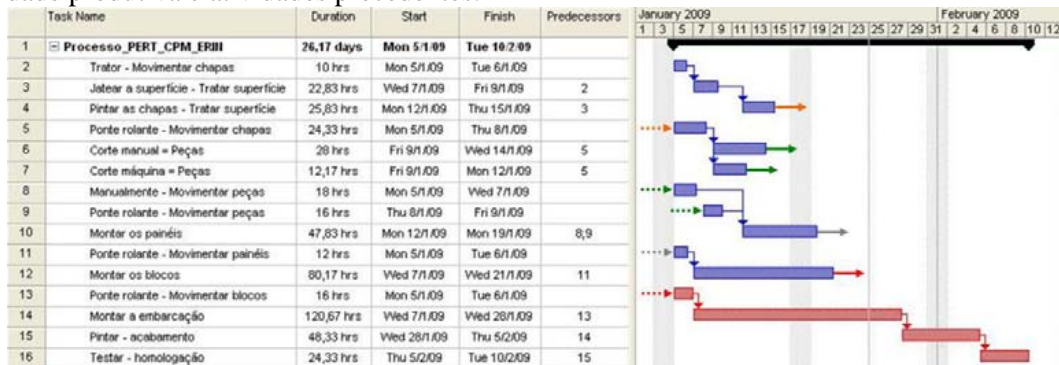 Task Name Duration Start Finish Predecessors January 2009 February 2009
1 3 5 7 9 11 13 15 17 19 21 23 25 27 29 31 2 4 6 8 10 12
1 Processo_PERT_CPM_ERIN 26,17 days Mon 5/1/09 Tue 10/2/09
2 Trator - Movimentar chapas 10 hrs Mon 5/1/09 Tue 6/1/09
3 Jatear a superfície - Tratar superfície 22,83 hrs Wed 7/1/09 Fri 9/1/09 2
4 Pintar as chapas - Tratar superfície 25,83 hrs Mon 12/1/09 Thu 15/1/09 3
5 Ponte rolante - Movimentar chapas 24,33 hrs Mon 5/1/09 Thu 8/1/09
6 Corte manual = Peças 28 hrs Fri 9/1/09 Wed 14/1/09 5
7 Corte máquina = Peças 12,17 hrs Fri 9/1/09 Mon 12/1/09 5
8 Manualmente - Movimentar peças 18 hrs Mon 5/1/09 Wed 7/1/09
9 Ponte rolante - Movimentar peças 16 hrs Thu 8/1/09 Fri 9/1/09
10 Montar os painéis 47,83 hrs Mon 12/1/09 Mon 19/1/09 8,9
11 Ponte rolante - Movimentar painéis 12 hrs Mon 5/1/09 Tue 6/1/09
12 Montar os blocos 80,17 hrs Wed 7/1/09 Wed 21/1/09 11
13 Ponte rolante - Movimentar blocos 16 hrs Mon 5/1/09 Tue 6/1/09
14 Montar a embarcação 120,67 hrs Wed 7/1/09 Wed 28/1/09 13
15 Pintar - acabamento 48,33 hrs Wed 28/1/09 Thu 5/2/09 14
16 Testar - homologação 24,33 hrs Thu 5/2/09 Tue 10/2/09 15